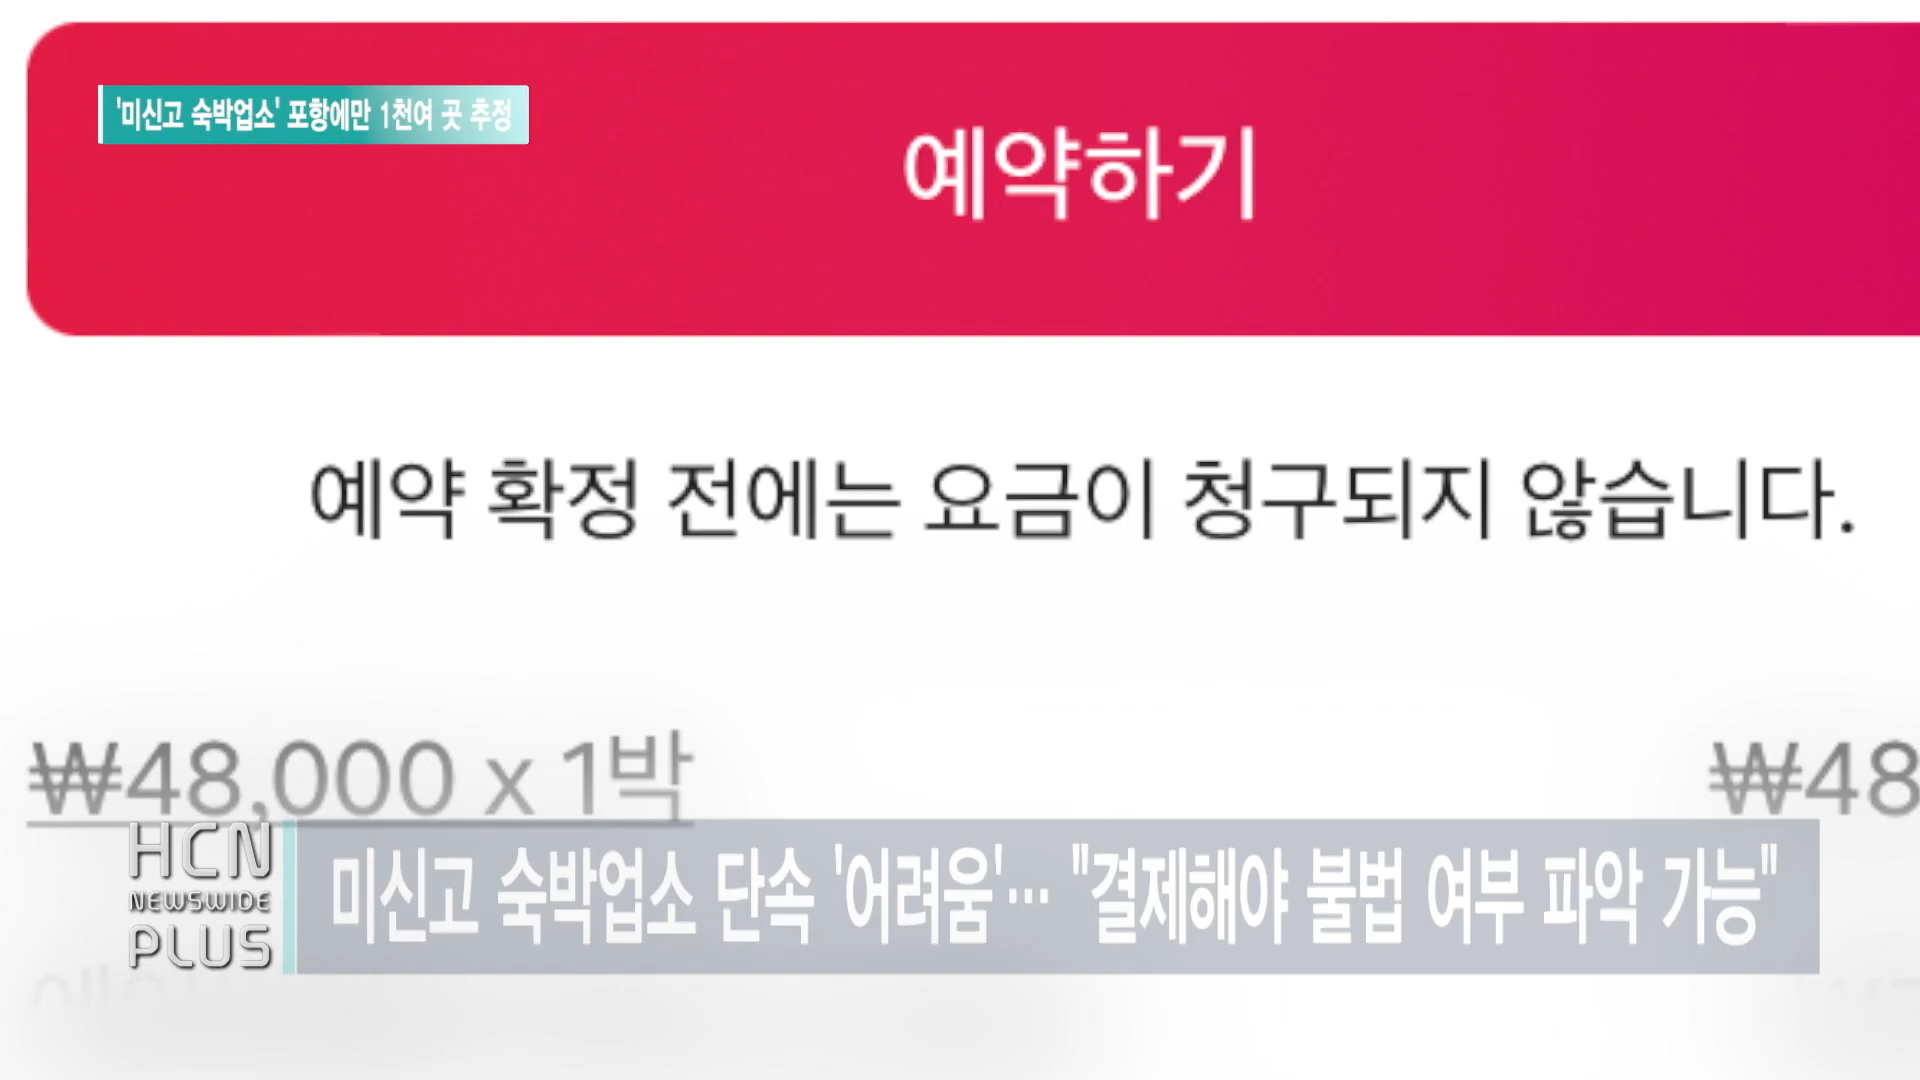 '미신고 숙박업소' 포항에만 1천여 곳 추정
예약하기
예약 확정 전에는 요금이 청구되지 않습니다.
₩48,000 x 1박
₩48
HCN
NEWSWIDE
PLUS
미신고 숙박업소 단속 '어려움'… "결제해야 불법 여부 파악 가능"